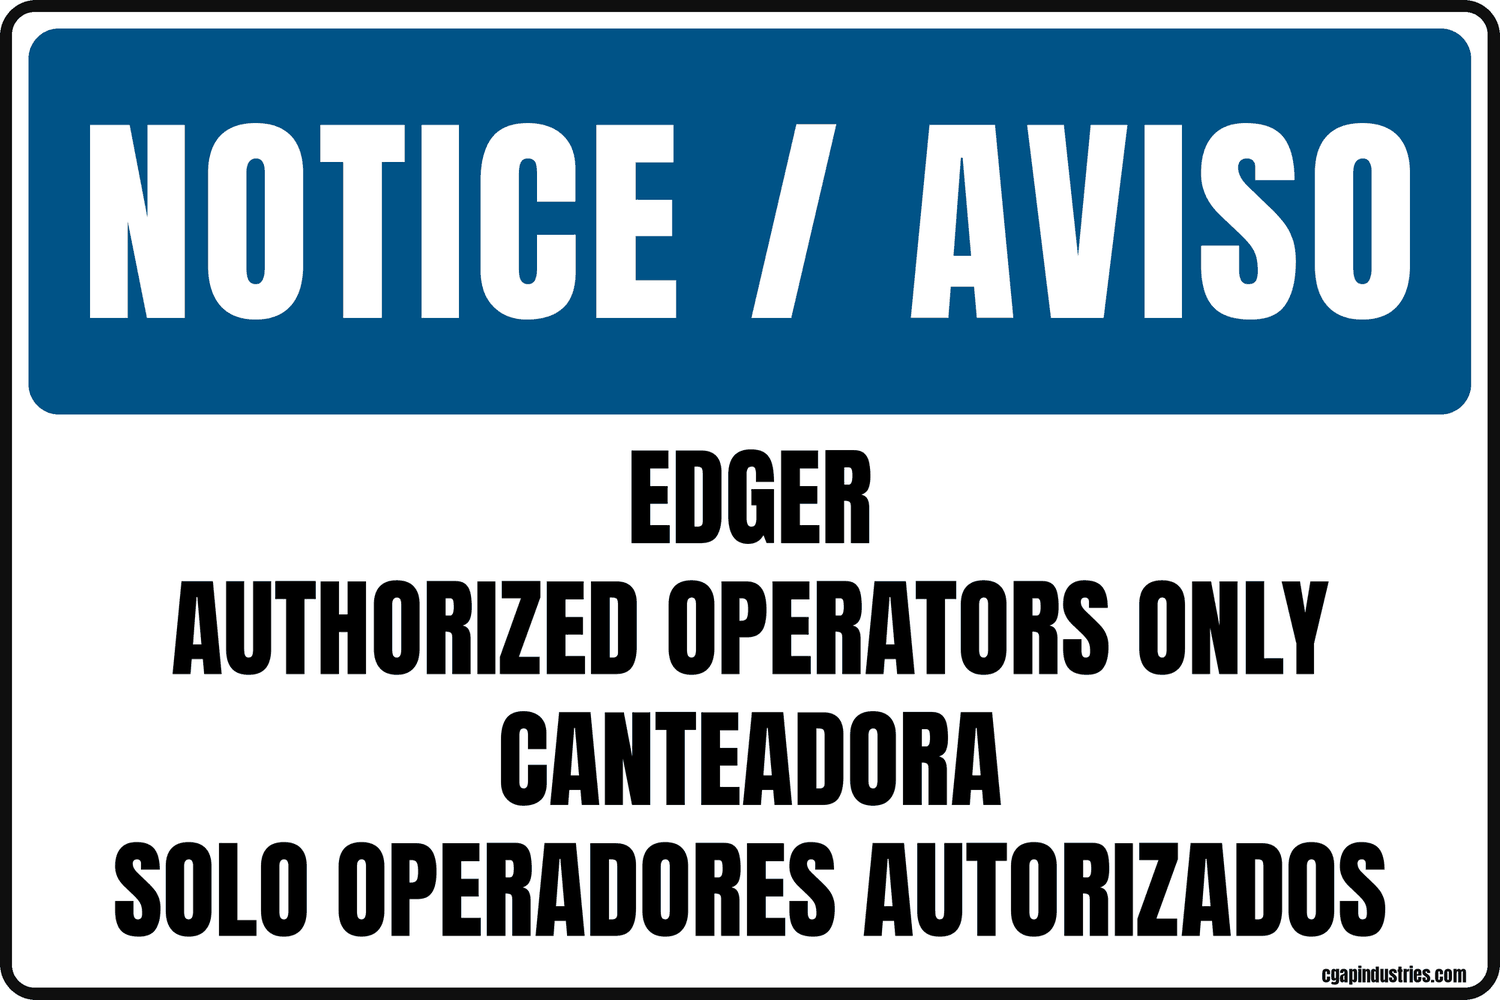 NOTICE / AVISO
EDGER
AUTHORIZED OPERATORS ONLY
CANTEADORA
SOLO OPERADORES AUTORIZADOS
cgapindustries.com